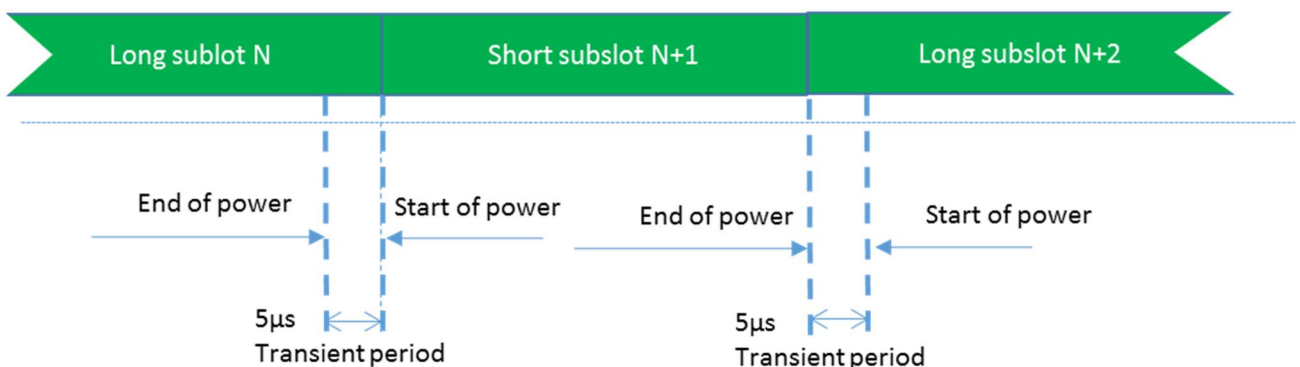 Long sublot N
Short subslot N+1
Long subslot N+2
End of power
Start of power
End of power
Start of power
5µs
Transient period
5µs
Transient period